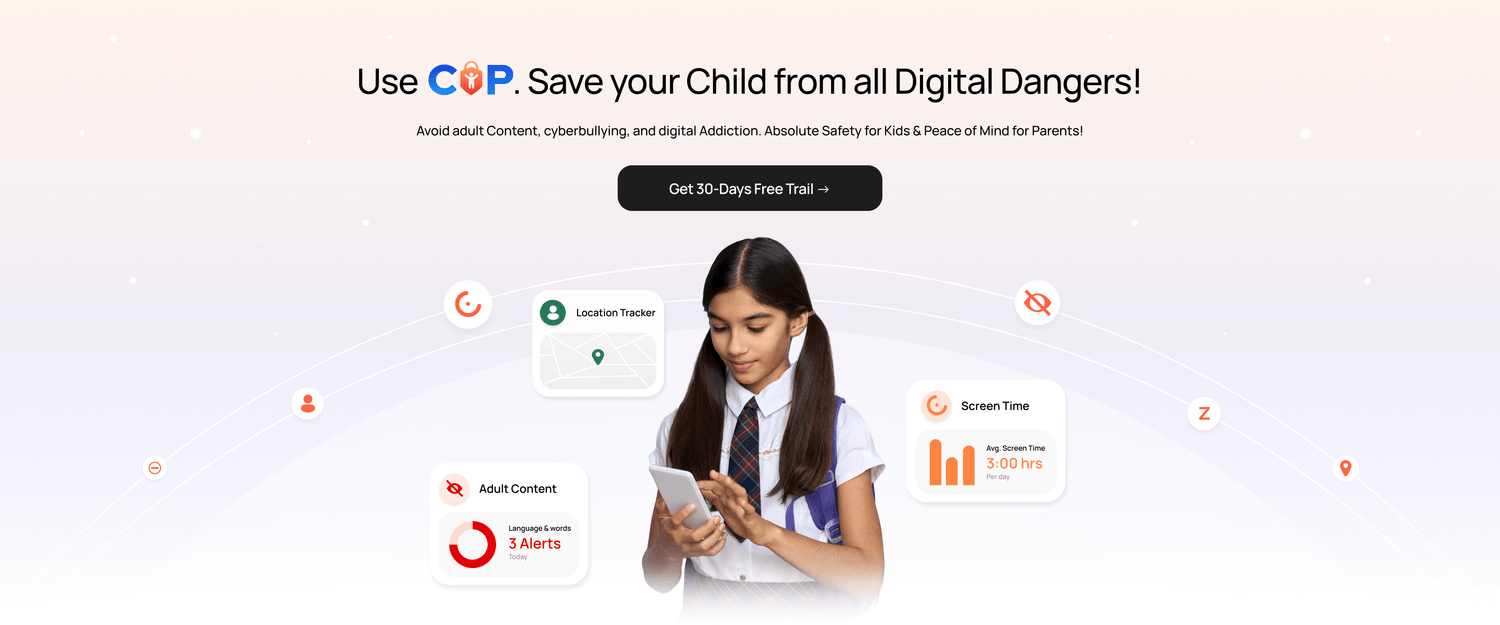 Use COP. Save your Child from all Digital Dangers!
Avoid adult Content, cyberbullying, and digital Addiction. Absolute Safety for Kids & Peace of Mind for Parents!
Get 30-Days Free Trail →
Location Tracker
Screen Time
Avg. Screen Time
3:00 hrs
Per day
Z
Adult Content
Language & words
3 Alerts
Today